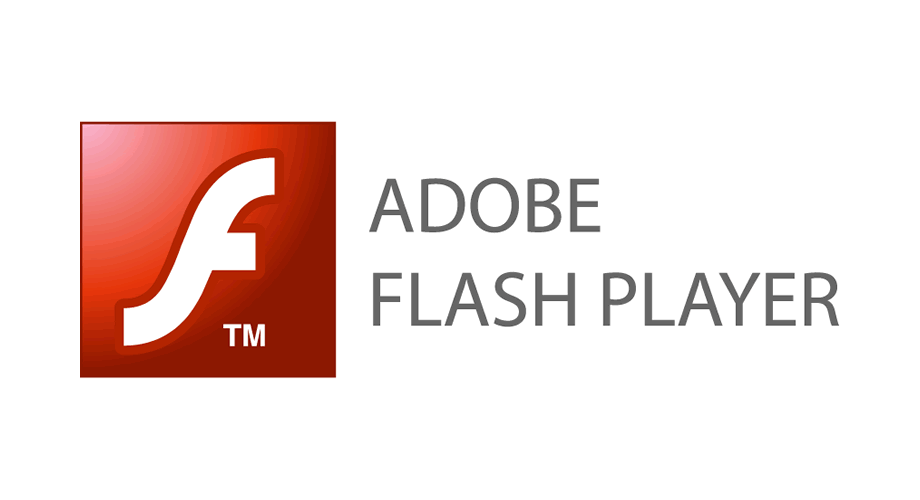 ADOBE
FLASH PLAYER
f
TM